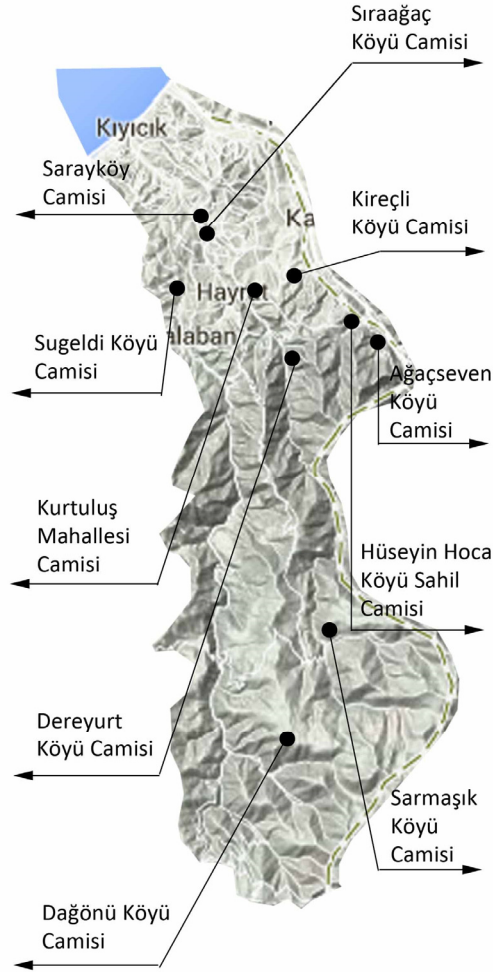 Sıraağaç
Köyü Camisi
Kıyıcık
Sarayköy
Camisi
Kireçli
Köyü Camisi
Ka
Hayrat
alaban
Sugeldi Köyü
Camisi
Ağaçseven
Köyü
Camisi
Kurtuluş
Mahallesi
Camisi
Hüseyin Hoca
Köyü Sahil
Camisi
Dereyurt
Köyü Camisi
Sarmaşık
Köyü
Camisi
Dağönü Köyü
Camisi